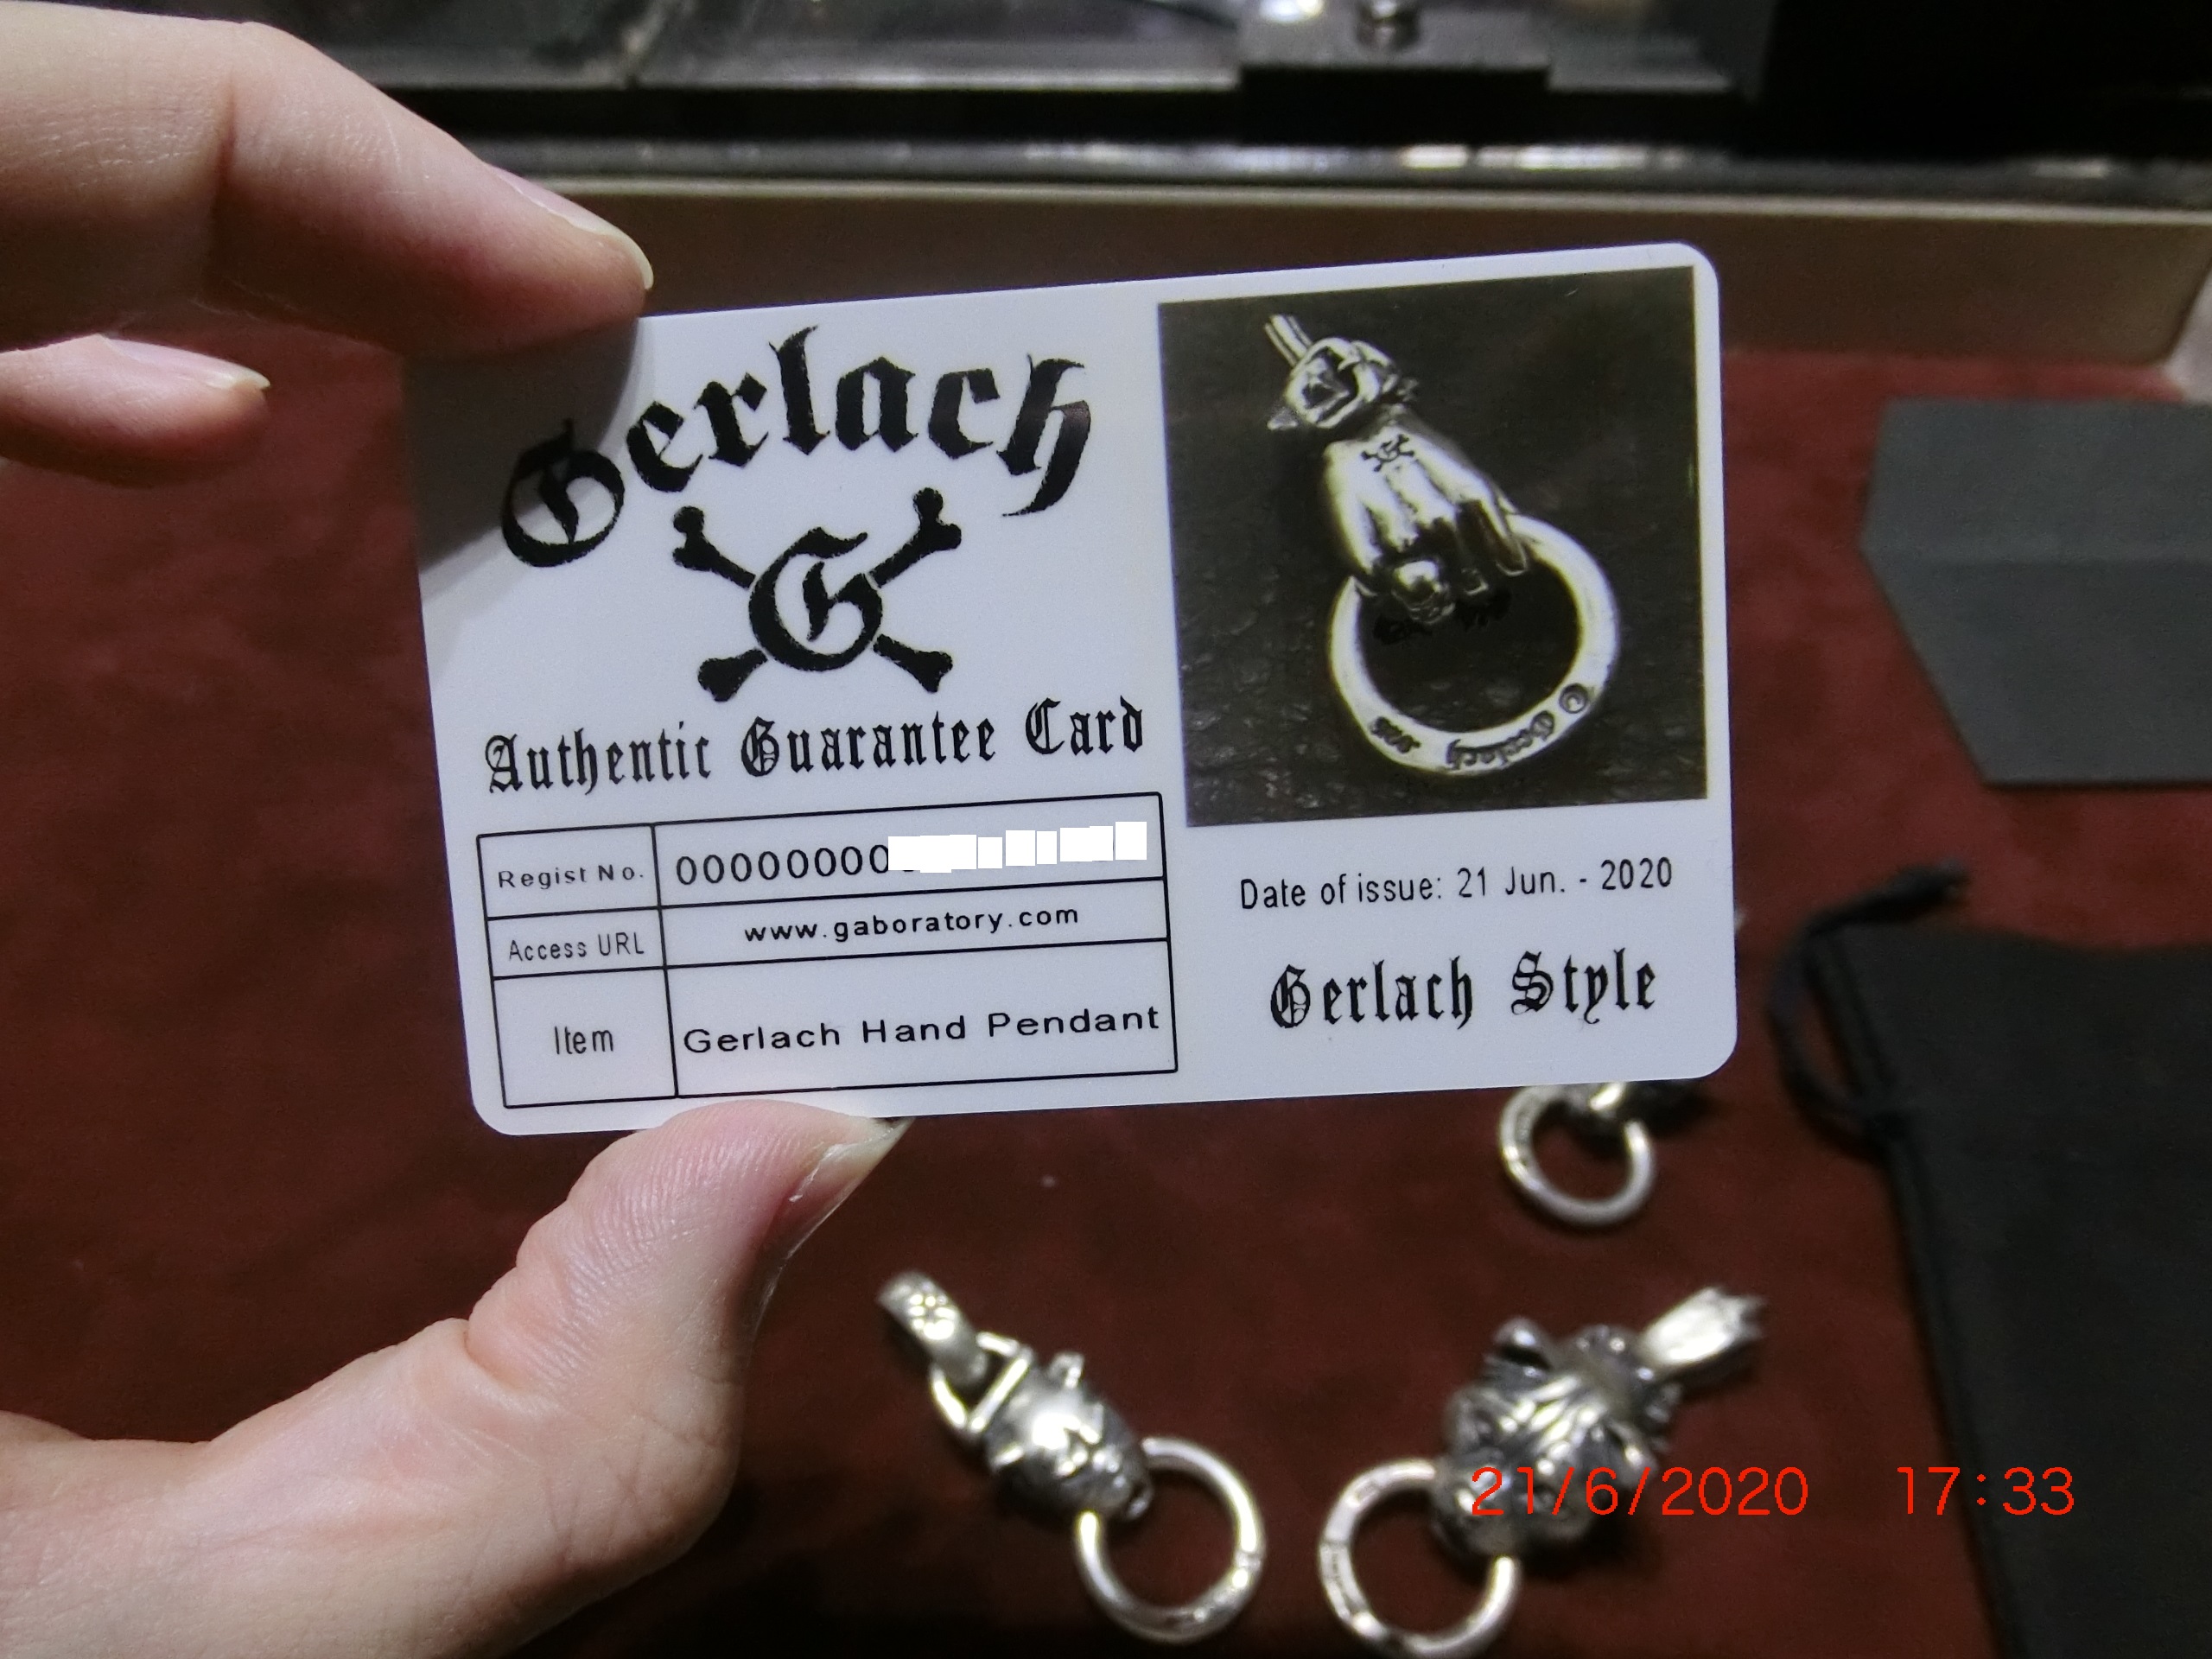 Gerlach
G
Authentic Guarantee Card
Regist No. 00000000
Access URL www.gaboratory.com
Item Gerlach Hand Pendant
Gerlach
Date of issue: 21 Jun. - 2020
Gerlach Style
21/6/2020 17:33